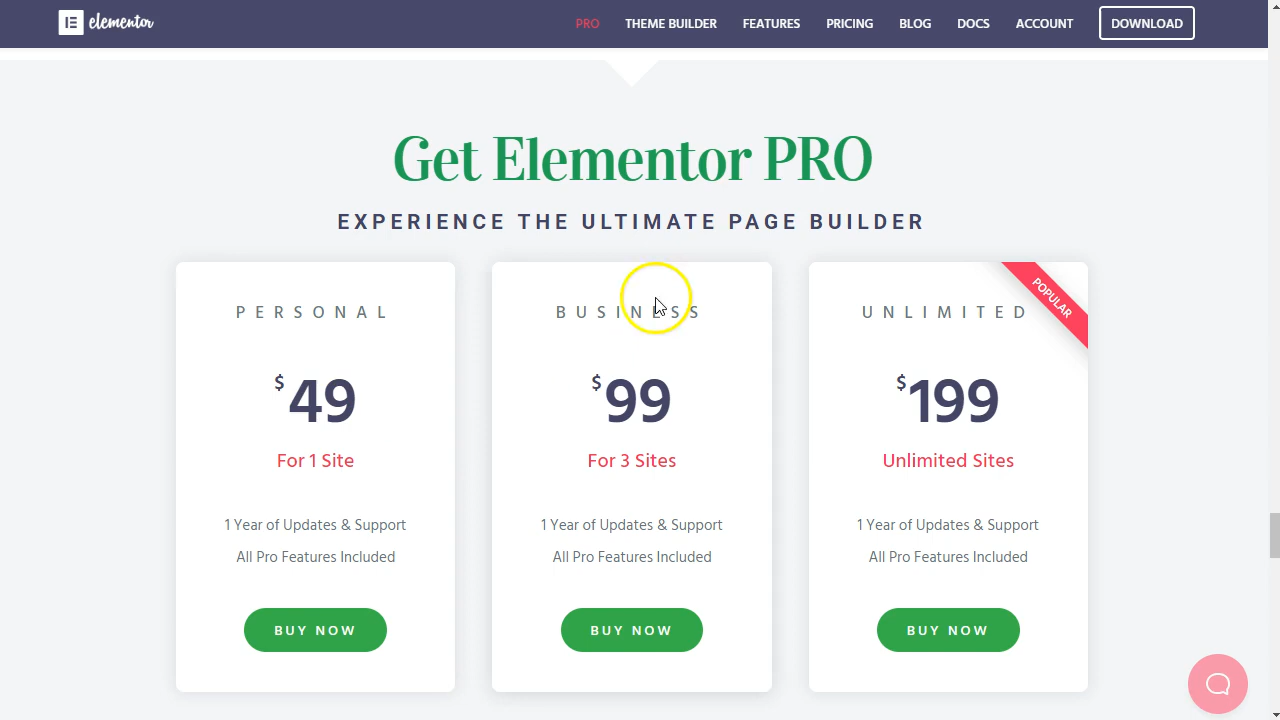 elementor
PRO THEME BUILDER FEATURES PRICING BLOG DOCS ACCOUNT DOWNLOAD
Get Elementor PRO
EXPERIENCE THE ULTIMATE PAGE BUILDER
PERSONAL
$49
For 1 Site
1 Year of Updates & Support
All Pro Features Included
BUY NOW
BUSINESS
$99
For 3 Sites
1 Year of Updates & Support
All Pro Features Included
BUY NOW
POPULAR
UNLIMITED
$199
Unlimited Sites
1 Year of Updates & Support
All Pro Features Included
BUY NOW